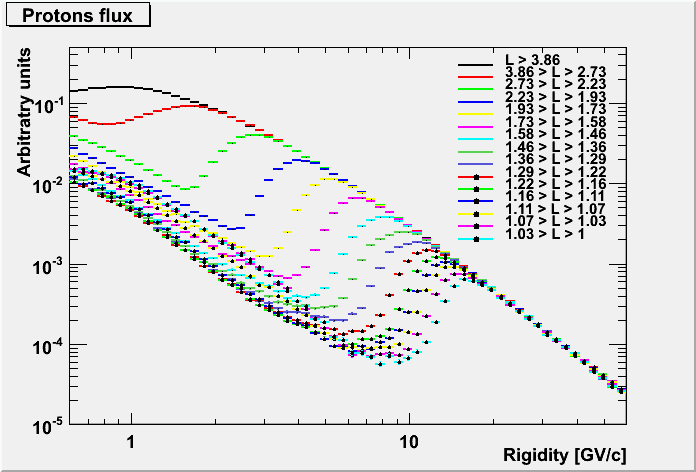 Protons flux
Arbitratry units
10-1
10-2
10-3
10-4
10-5
L > 3.86
3.86 > L > 2.73
2.73 > L > 2.23
2.23 > L > 1.93
1.93 > L > 1.73
1.73 > L > 1.58
1.58 > L > 1.46
1.46 > L > 1.36
1.36 > L > 1.29
1.29 > L > 1.22
1.22 > L > 1.16
1.16 > L > 1.11
1.11 > L > 1.07
1.07 > L > 1.03
1.03 > L > 1
1
10
Rigidity [GV/c]